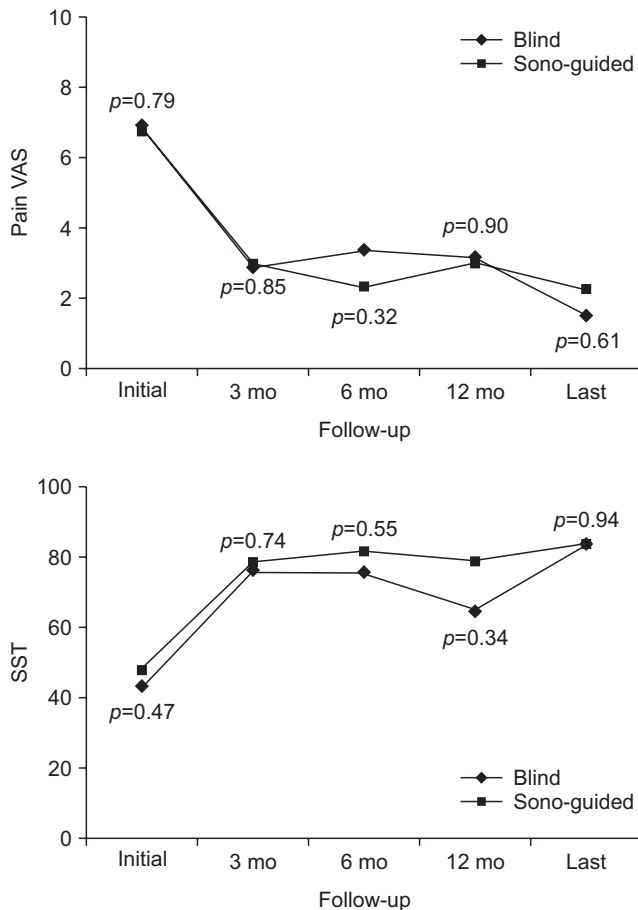 Blind
Sono-guided
10
8
6
4
2
0
Pain VAS
p=0.79
p=0.85
p=0.32
p=0.90
p=0.61
Initial 3 mo 6 mo 12 mo Last
Follow-up
100
80
60
40
20
0
SST
p=0.47
p=0.74
p=0.55
p=0.34
p=0.94
Blind
Sono-guided
Initial 3 mo 6 mo 12 mo Last
Follow-up